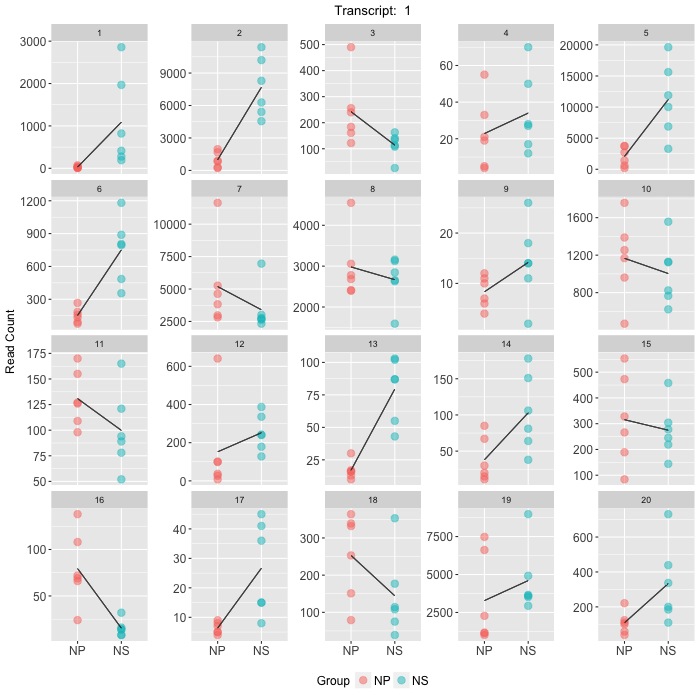 Transcript: 1
1 2 3 4 5
3000 2000 1000 0
9000 6000 3000 0
500 400 300 200 100
60 40 20
20000 15000 10000 5000 0
6 7 8 9 10
1200 900 600 300
10000 7500 5000 2500
4000 3000 2000
20 10
1600 1200 800
Read Count
11 12 13 14 15
175 150 125 100 75 50
600 400 200 0
100 75 50 25
150 100 50
500 400 300 200 100
16 17 18 19 20
100 50
40 30 20 10
300 200 100
7500 5000 2500
600 400 200
NP NS NP NS NP NS NP NS NP NS
Group NP NS